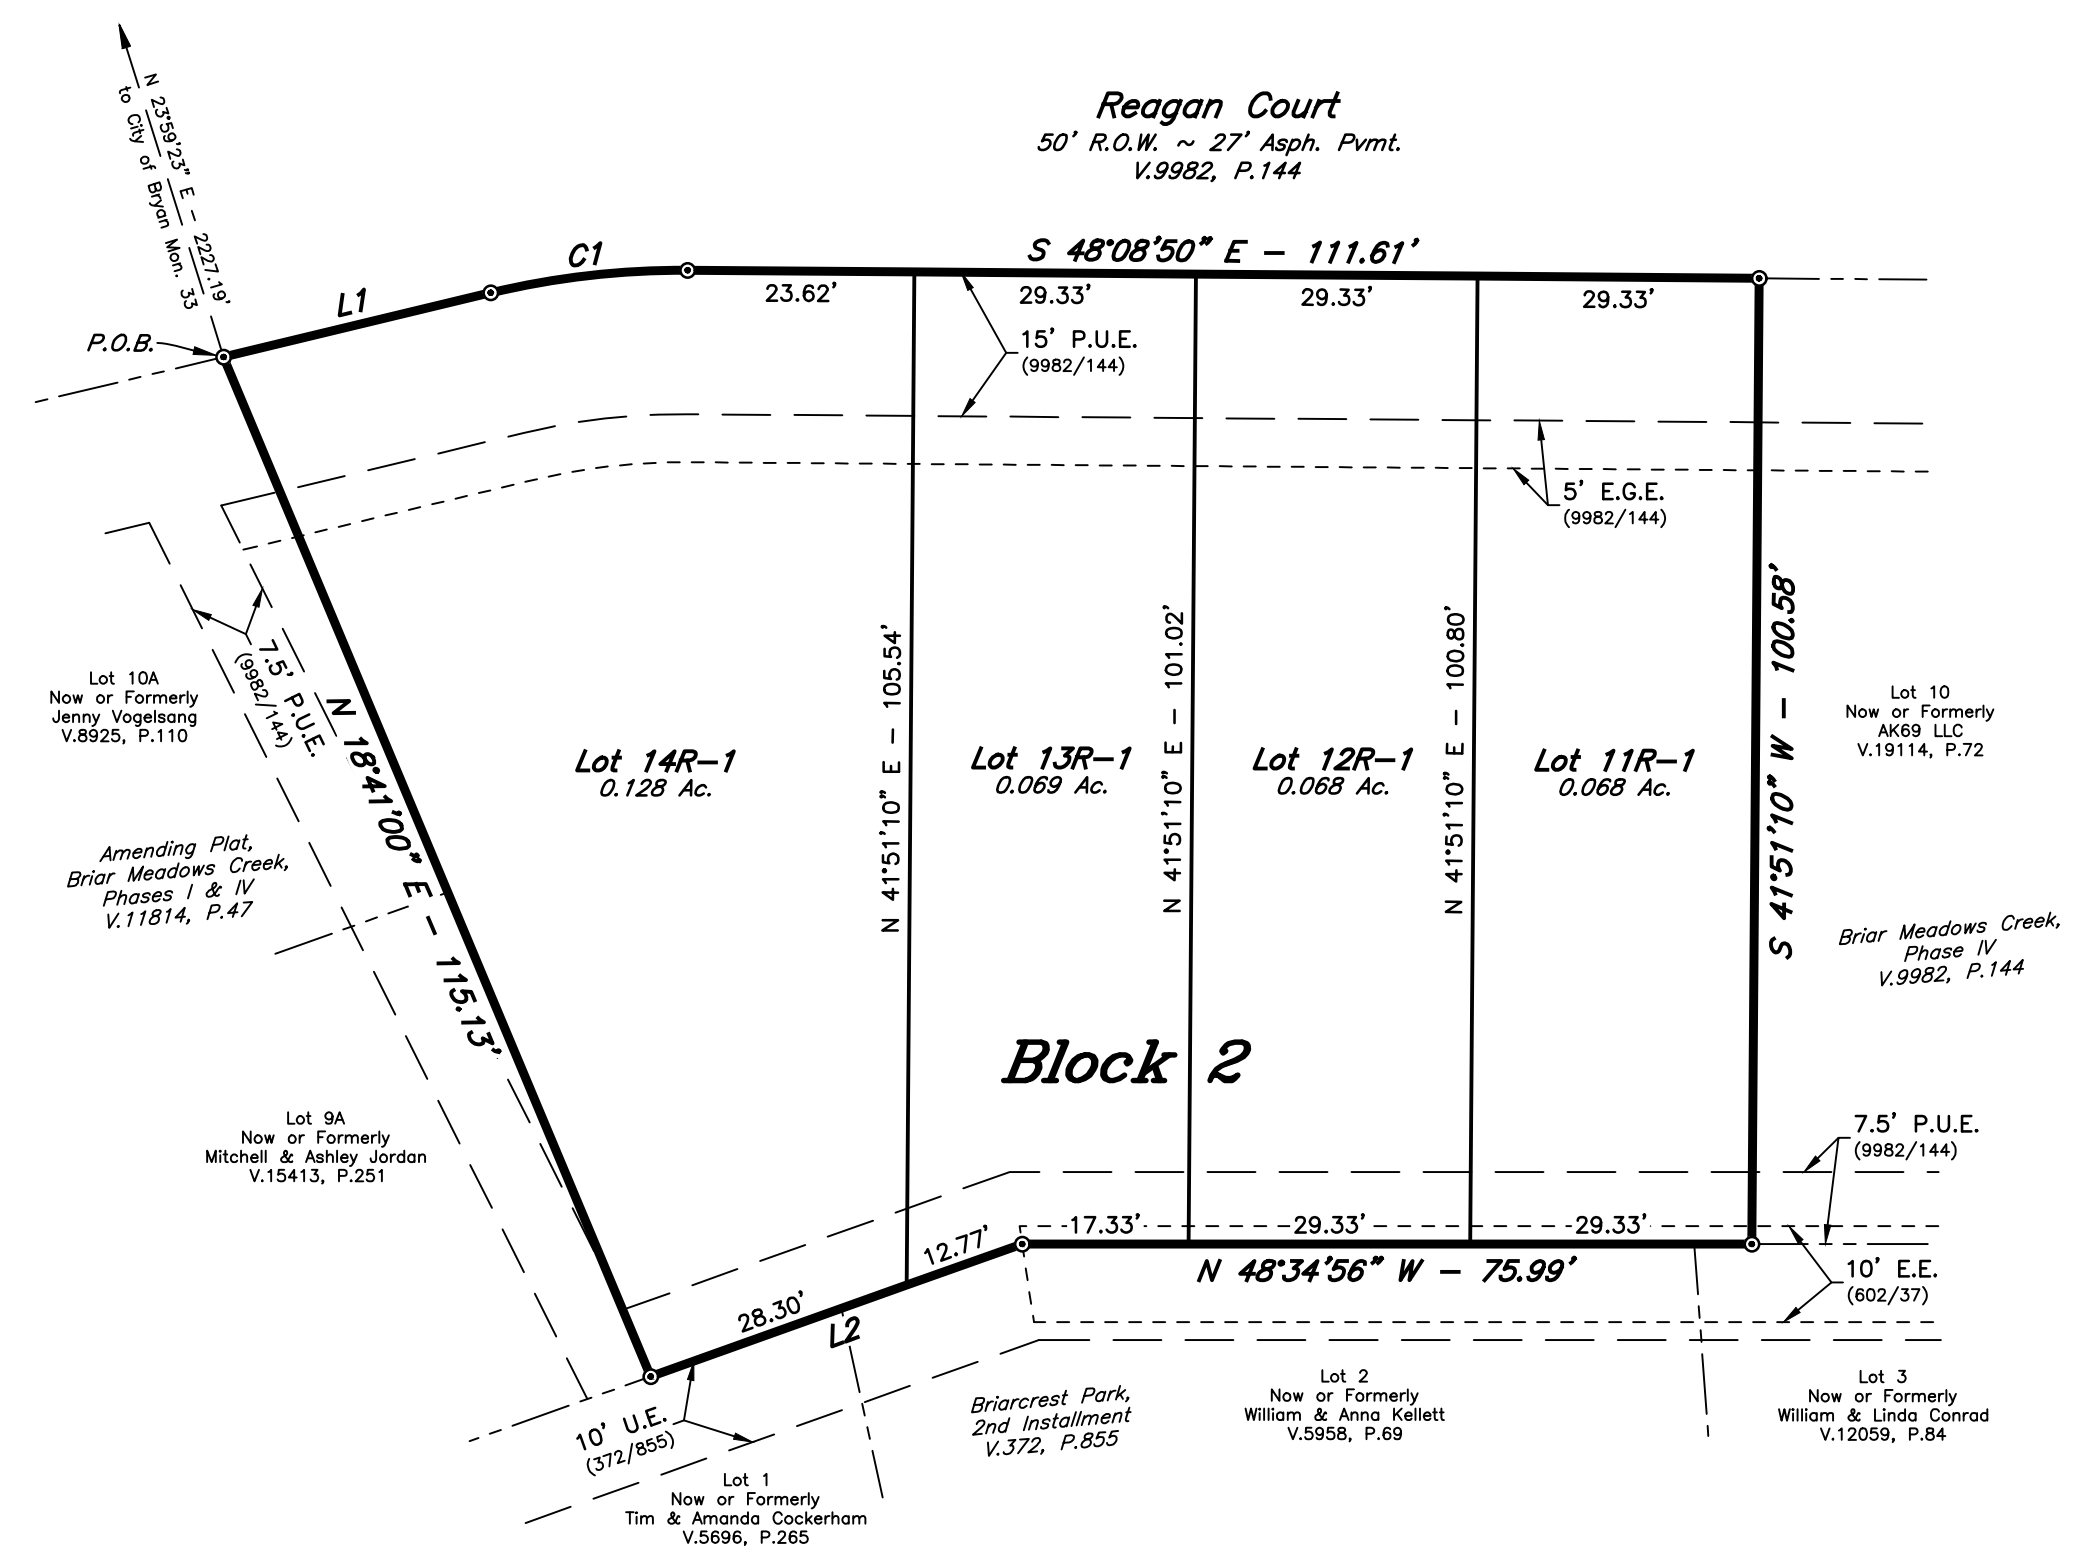 N 23°59'23" E - 2227.19'
to City of Bryan Mon. 33
Reagan Court
50' R.O.W. ~ 27' Asph. Pvmt.
V.9982, P.144
P.O.B.
L1
C1
S 48°08'50" E - 111.61'
23.62'
29.33'
29.33'
29.33'
15' P.U.E.
(9982/144)
5' E.G.E.
(9982/144)
7.5' P.U.E.
(9982/144)
N 18°41'00" E - 115.13'
Lot 10A
Now or Formerly
Jenny Vogelsang
V.8925, P.110
Amending Plat,
Briar Meadows Creek,
Phases I & IV
V.11814, P.47
Lot 14R-1
0.128 Ac.
N 41°51'10" E - 105.54'
Lot 13R-1
0.069 Ac.
N 41°51'10" E - 101.02'
Lot 12R-1
0.068 Ac.
N 41°51'10" E - 100.80'
Lot 11R-1
0.068 Ac.
S 41°51'10" W - 100.58'
Lot 10
Now or Formerly
AK69 LLC
V.19114, P.72
Briar Meadows Creek,
Phase IV
V.9982, P.144
Block 2
Lot 9A
Now or Formerly
Mitchell & Ashley Jordan
V.15413, P.251
7.5' P.U.E.
(9982/144)
12.77'
17.33'
29.33'
29.33'
N 48°34'56" W - 75.99'
10' E.E.
(602/37)
28.30'
L2
10' U.E.
(372/855)
Briarcrest Park,
2nd Installment
V.372, P.855
Lot 2
Now or Formerly
William & Anna Kellett
V.5958, P.69
Lot 3
Now or Formerly
William & Linda Conrad
V.12059, P.84
Lot 1
Now or Formerly
Tim & Amanda Cockerham
V.5696, P.265